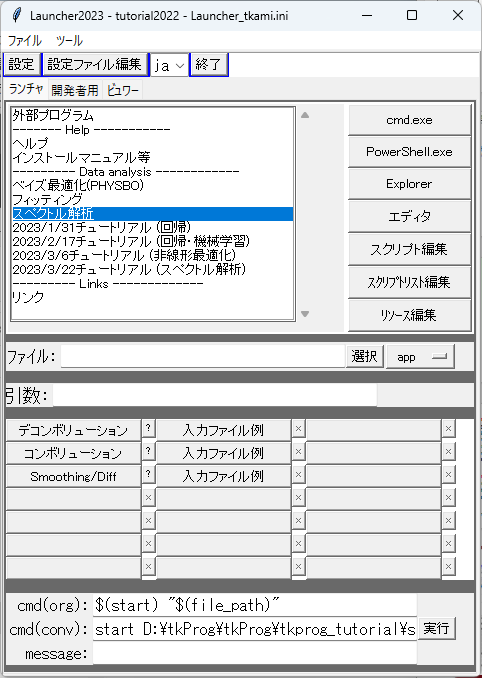 Launcher2023 - tutorial2022 - Launcher_tkami.ini
ファイル ツール
設定 設定ファイル編集 ja 終了
ランチャ 開発者用 ビュワー
外部プログラム
------- Help -----------
ヘルプ
インストールマニュアル等
--------- Data analysis ------------
ベイズ最適化(PHYSBO)
フィッティング
スペクトル解析
2023/1/31チュートリアル (回帰)
2023/2/17チュートリアル (回帰・機械学習)
2023/3/6チュートリアル (非線形最適化)
2023/3/22チュートリアル (スペクトル解析)
--------- Links -------------
リンク
cmd.exe
PowerShell.exe
Explorer
エディタ
スクリプト編集
スクリプトリスト編集
リソース編集
ファイル: 選択 app
引数:
デコンボリューション ? 入力ファイル例 × ×
コンボリューション ? 入力ファイル例 × ×
Smoothing/Diff ? 入力ファイル例 × ×
× × ×
× × ×
× × ×
× × ×
cmd(org): $(start) "$(file_path)"
cmd(conv): start D:¥tkProg¥tkProg¥tkprog_tutorial¥s 実行
message: